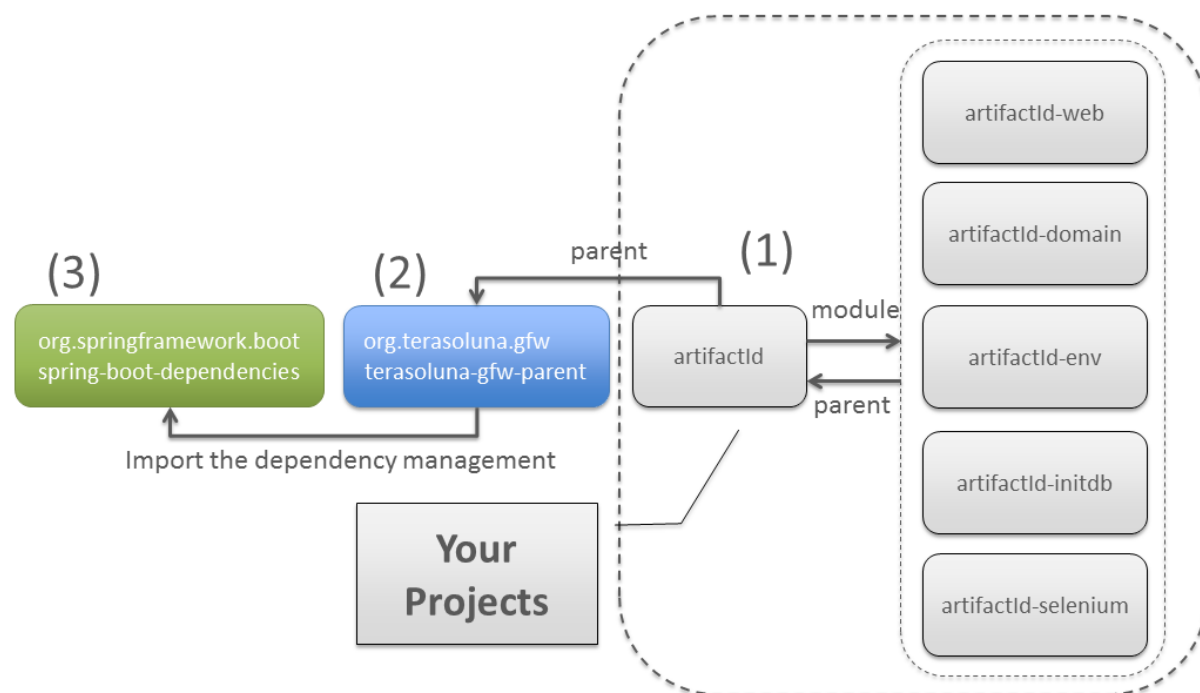 artifactId-web
artifactId-domain
(1)
parent
(3)
(2)
module
org.springframework.boot
spring-boot-dependencies
org.terasoluna.gfw
terasoluna-gfw-parent
artifactId
artifactId-env
parent
Import the dependency management
artifactId-initdb
Your
Projects
artifactId-selenium